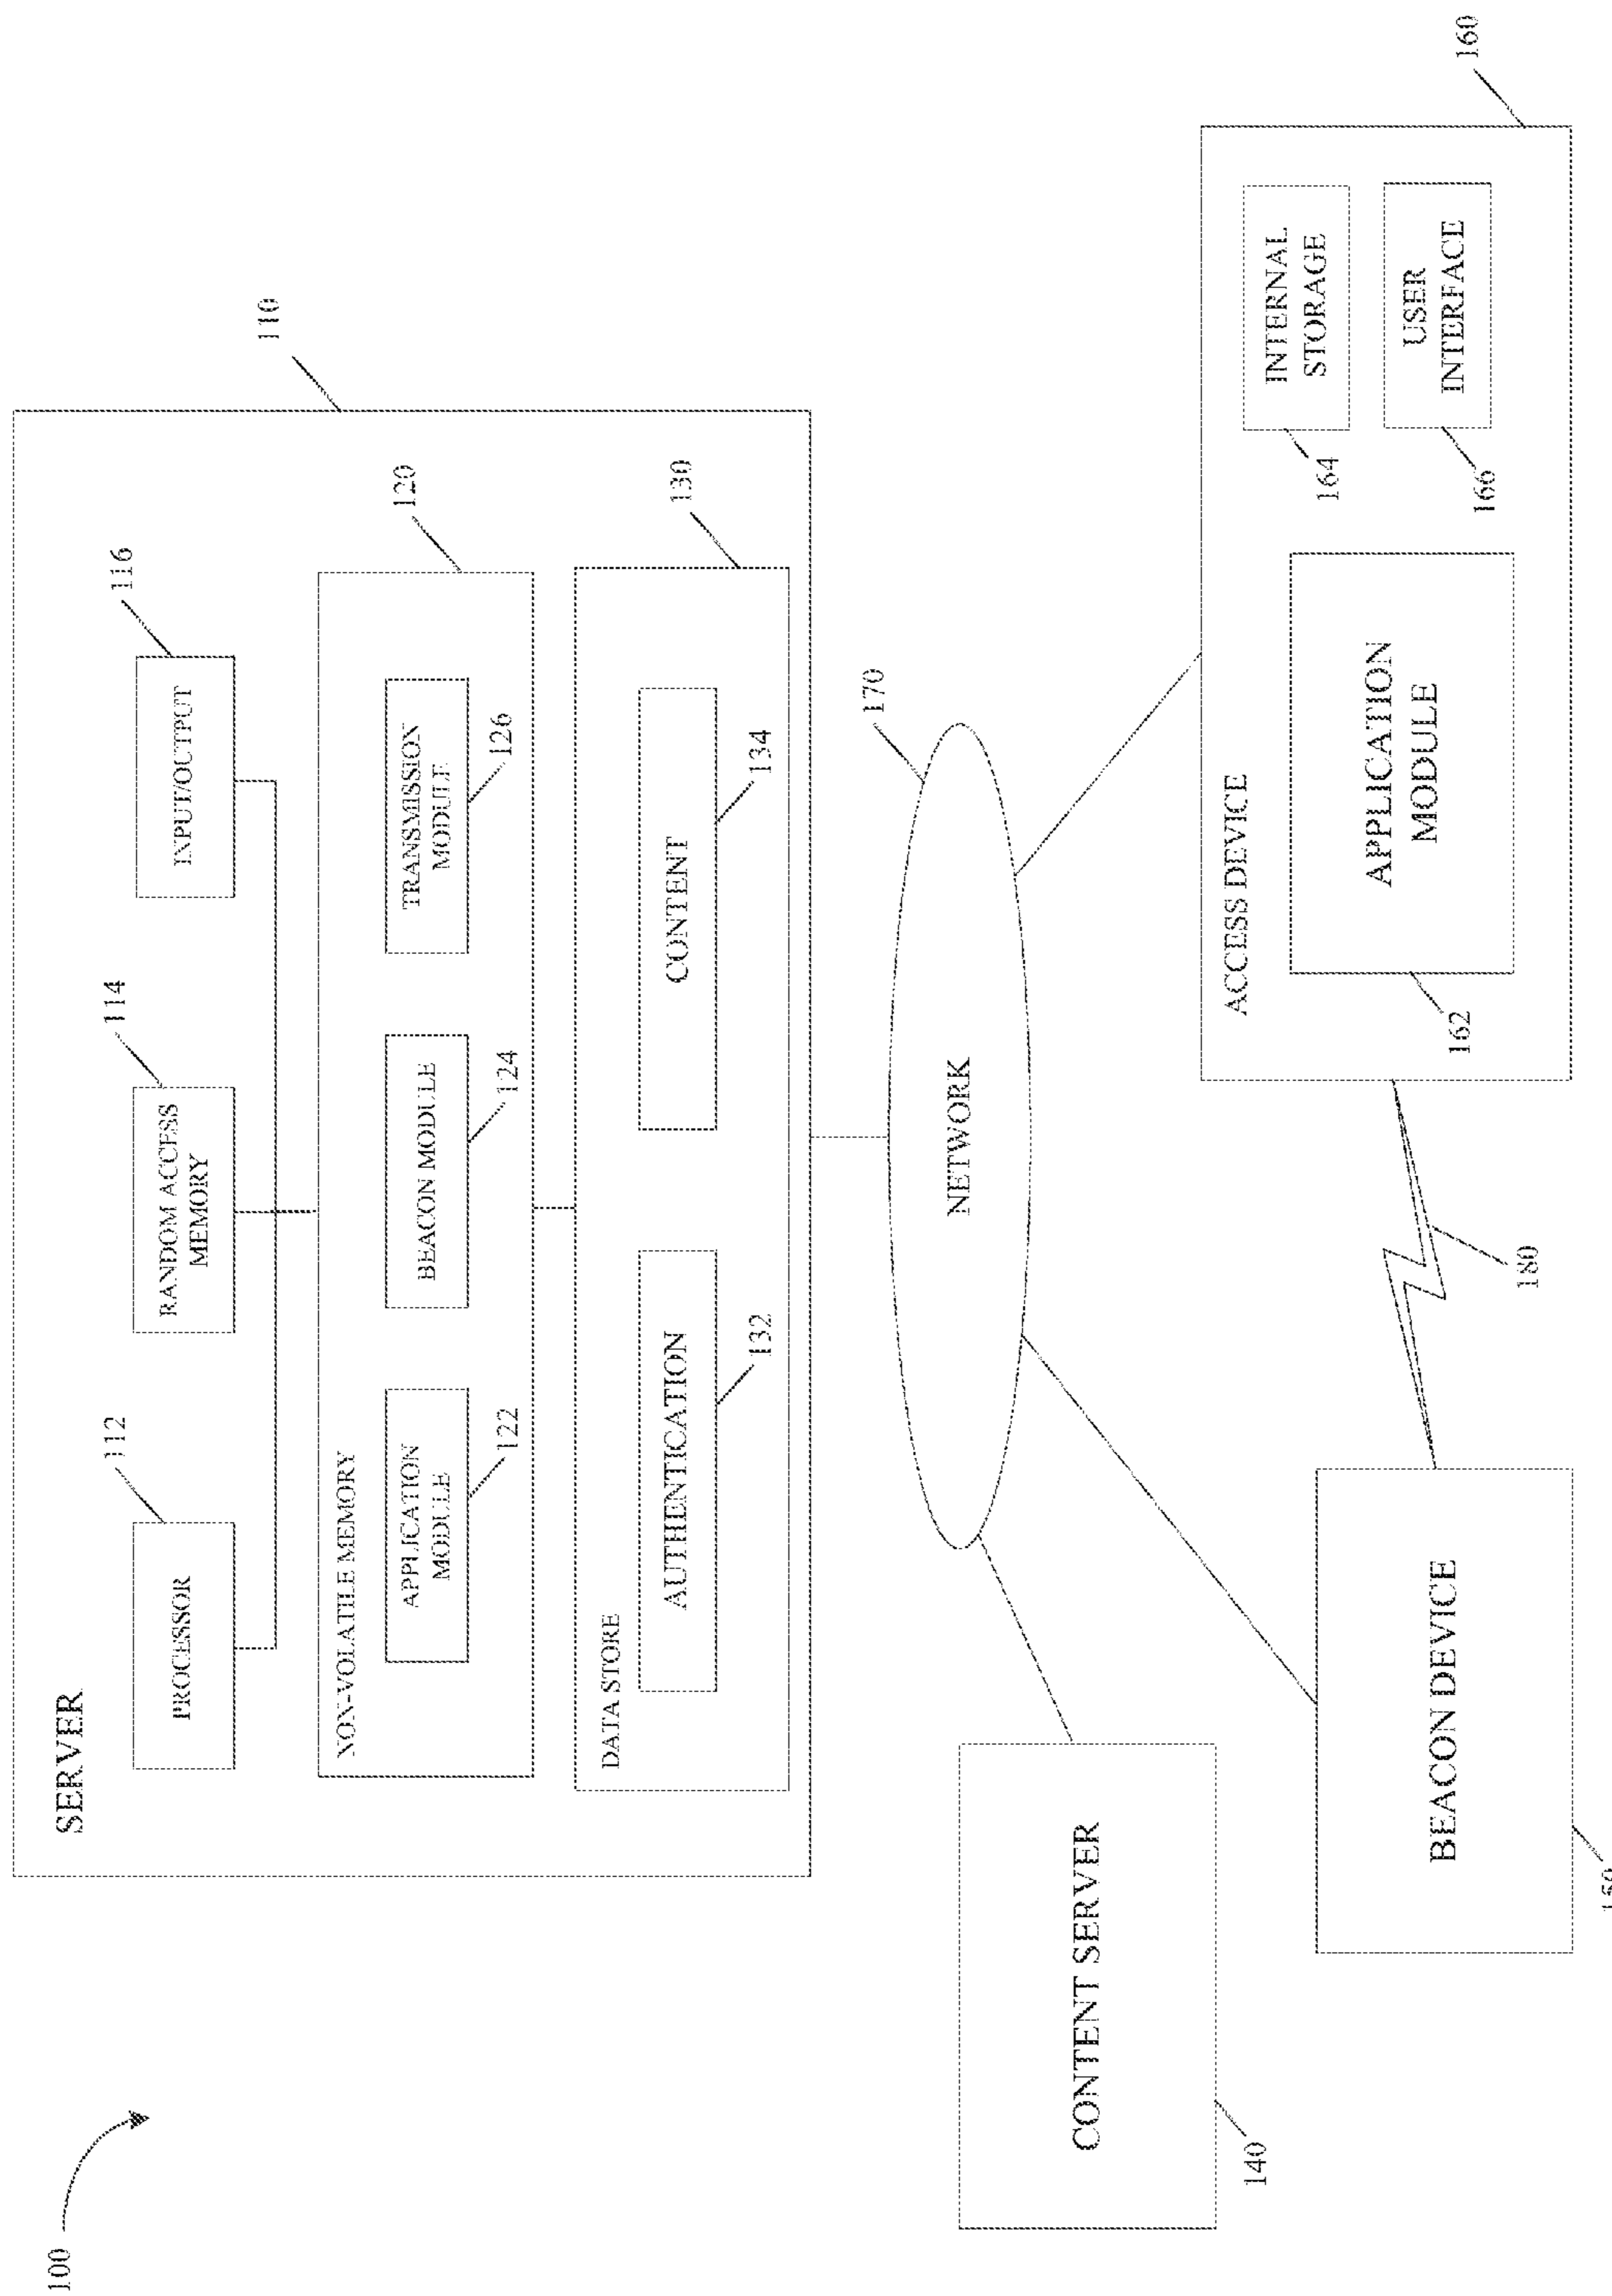 100
SERVER
110
112
114
116
PROCESSOR
RANDOM ACCESS
MEMORY
INPUT/OUTPUT
120
NON-VOLATILE MEMORY
APPLICATION
MODULE
122
BEACON MODULE
124
TRANSMISSION
MODULE
126
130
DATA STORE
AUTHENTICATION
132
CONTENT
134
170
NETWORK
CONTENT SERVER
140
BEACON DEVICE
180
ACCESS DEVICE
160
APPLICATION
MODULE
162
INTERNAL
STORAGE
164
USER
INTERFACE
166